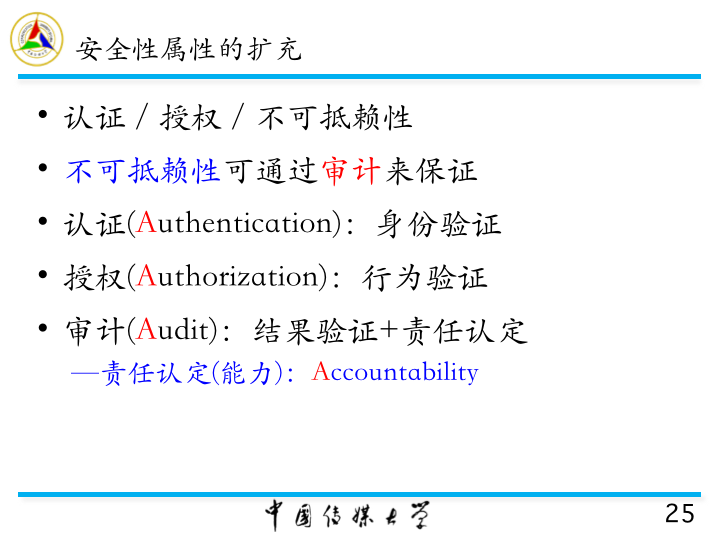 安全性属性的扩充
• 认证 / 授权 / 不可抵赖性
• 不可抵赖性可通过审计来保证
• 认证(Authentication)：身份验证
• 授权(Authorization)：行为验证
• 审计(Audit)：结果验证+责任认定
—责任认定(能力)：Accountability
中国传媒大学
25